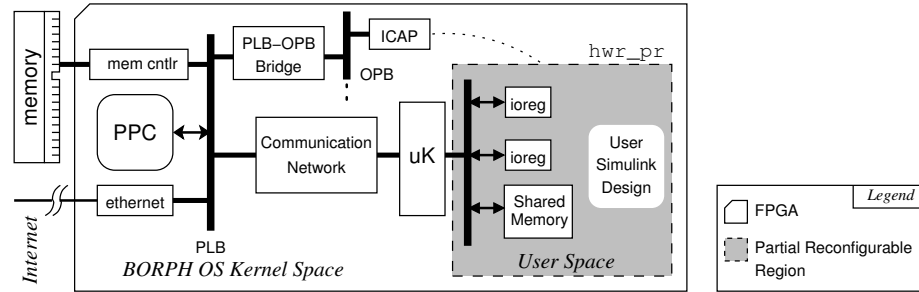 memory
mem cntlr
PLB–OPB
Bridge
ICAP
OPB
hwr_pr
PPC
Communication
Network
uK
ioreg
ioreg
User
Simulink
Design
Shared
Memory
ethernet
Internet
PLB
BORPH OS Kernel Space
User Space
Legend
FPGA
Partial Reconfigurable
Region